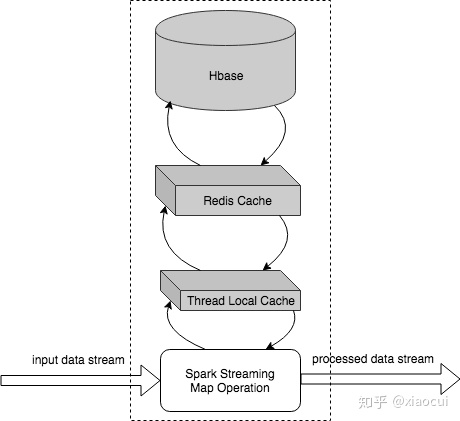 Hbase
Redis Cache
Thread Local Cache
input data stream
Spark Streaming
Map Operation
processed data stream
知乎 @xiaocui